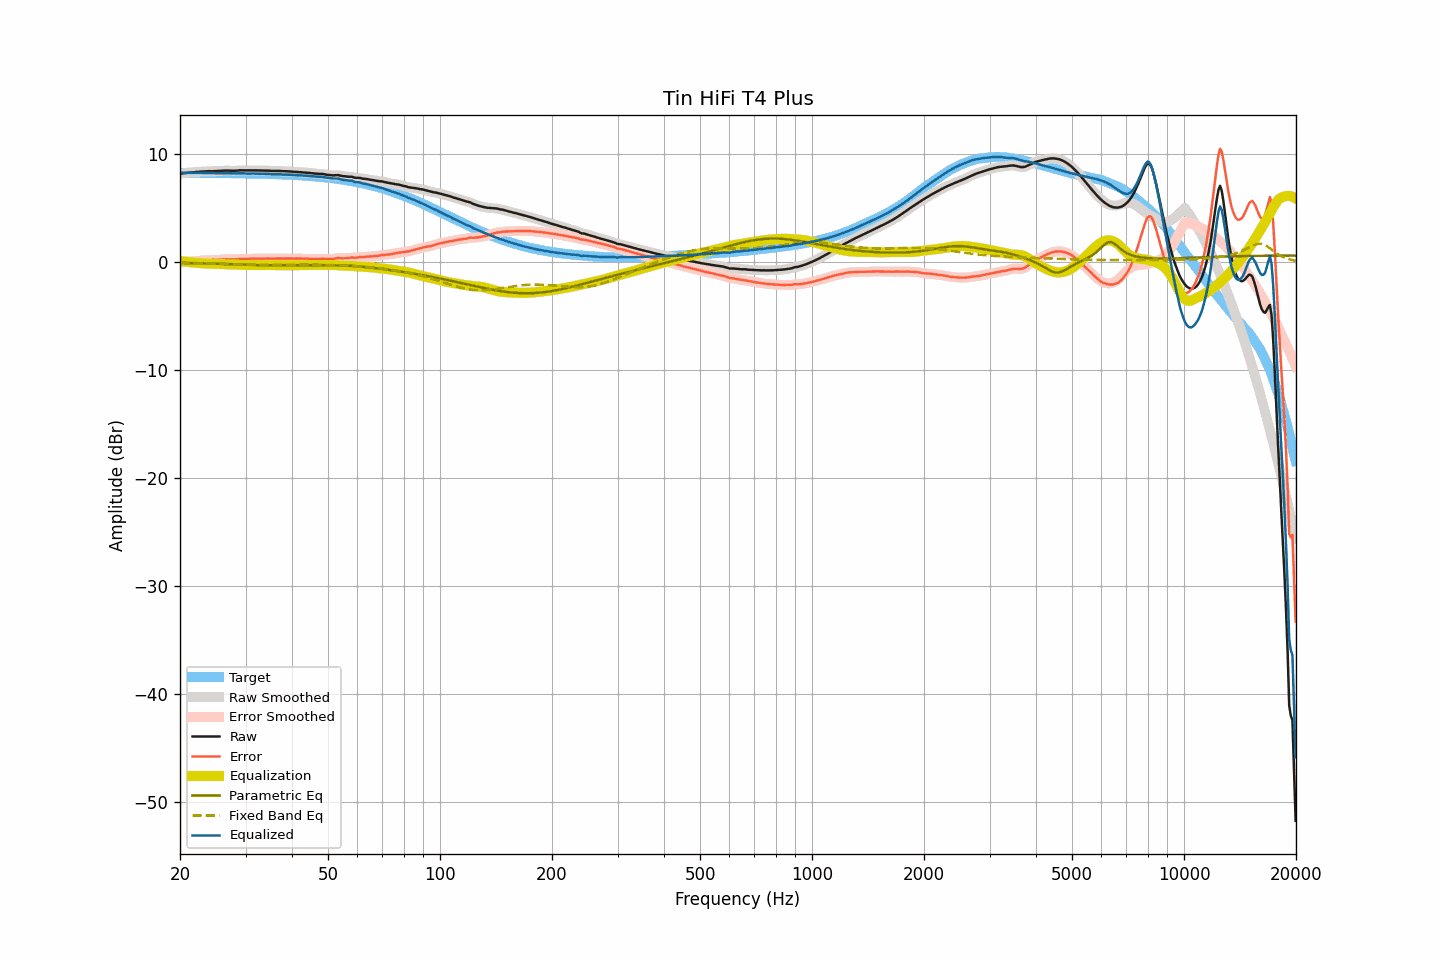 Tin HiFi T4 Plus
Amplitude (dBr)
10
0
−10
−20
−30
−40
−50
Target
Raw Smoothed
Error Smoothed
Raw
Error
Equalization
Parametric Eq
Fixed Band Eq
Equalized
20 50 100 200 500 1000 2000 5000 10000 20000
Frequency (Hz)